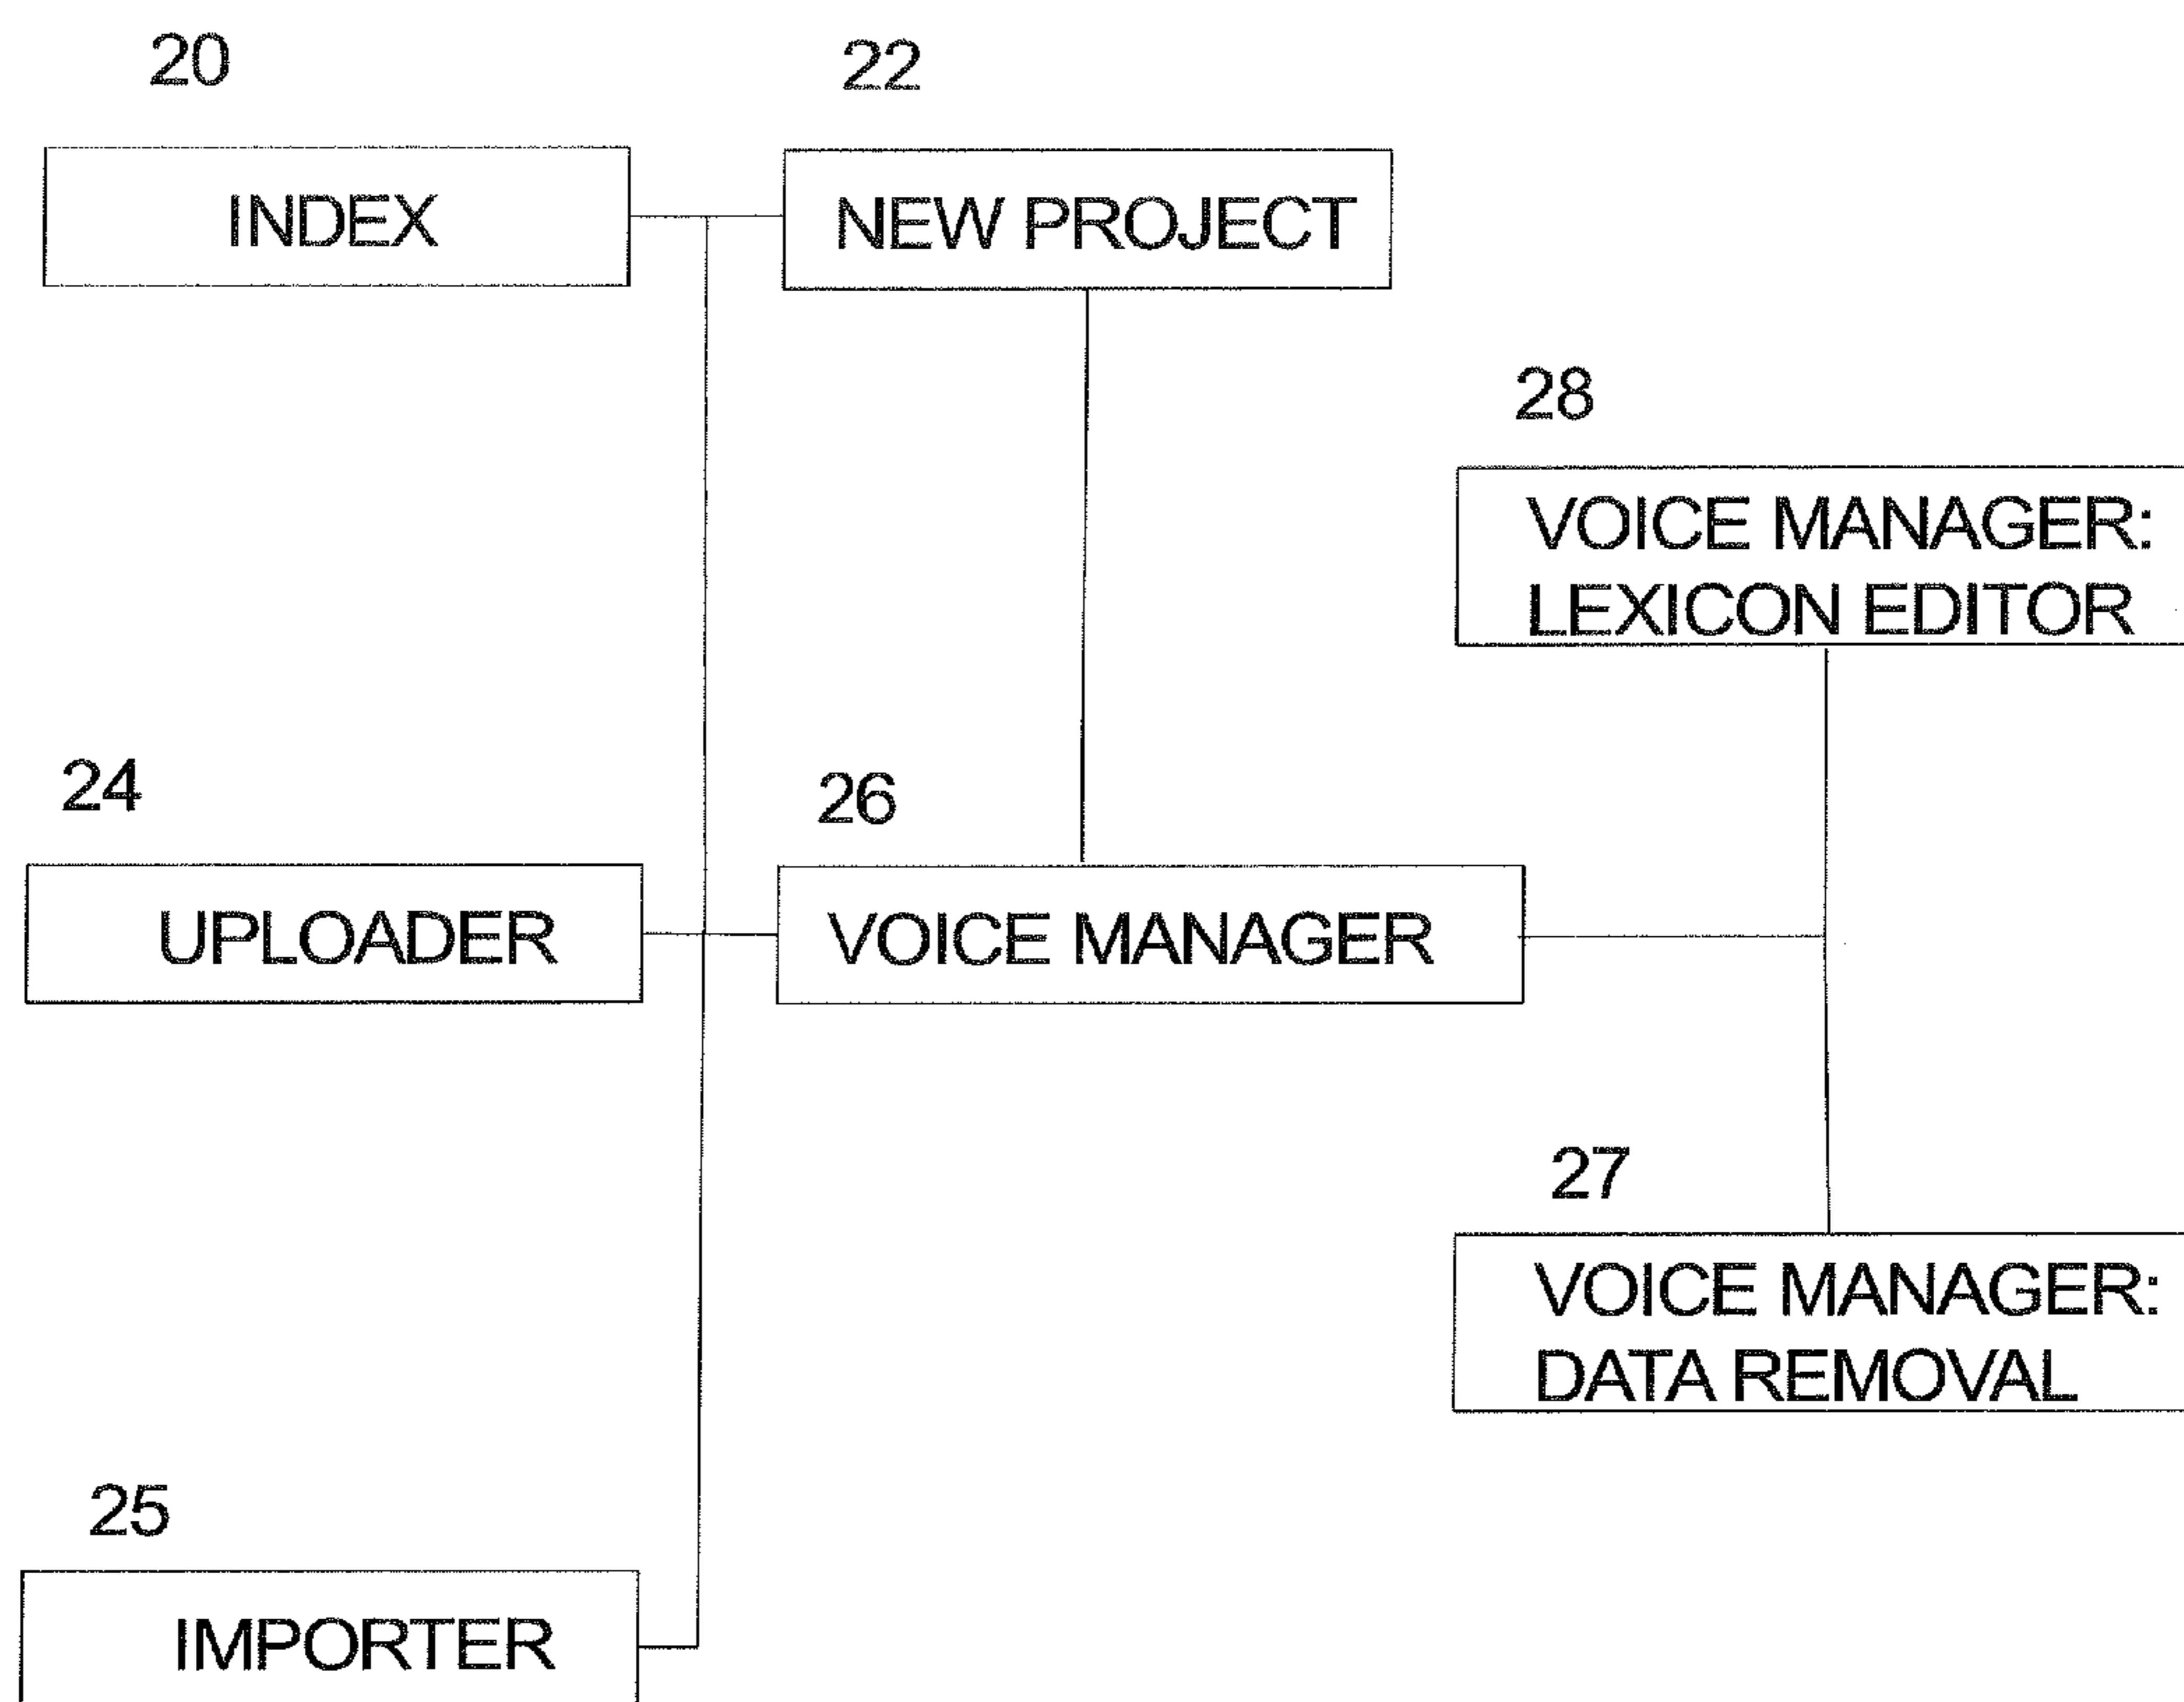 20
22
INDEX
NEW PROJECT
28
VOICE MANAGER:
LEXICON EDITOR
24
26
UPLOADER
VOICE MANAGER
27
VOICE MANAGER:
DATA REMOVAL
25
IMPORTER